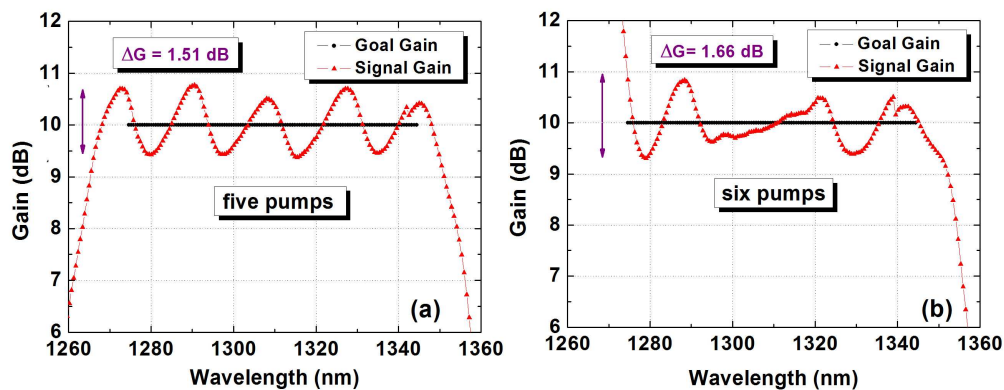 12
11
10
9
8
7
6
Gain (dB)
ΔG = 1.51 dB
Goal Gain
Signal Gain
five pumps
(a)
1260 1280 1300 1320 1340 1360
Wavelength (nm)
12
11
10
9
8
7
6
Gain (dB)
ΔG= 1.66 dB
Goal Gain
Signal Gain
six pumps
(b)
1260 1280 1300 1320 1340 1360
Wavelength (nm)